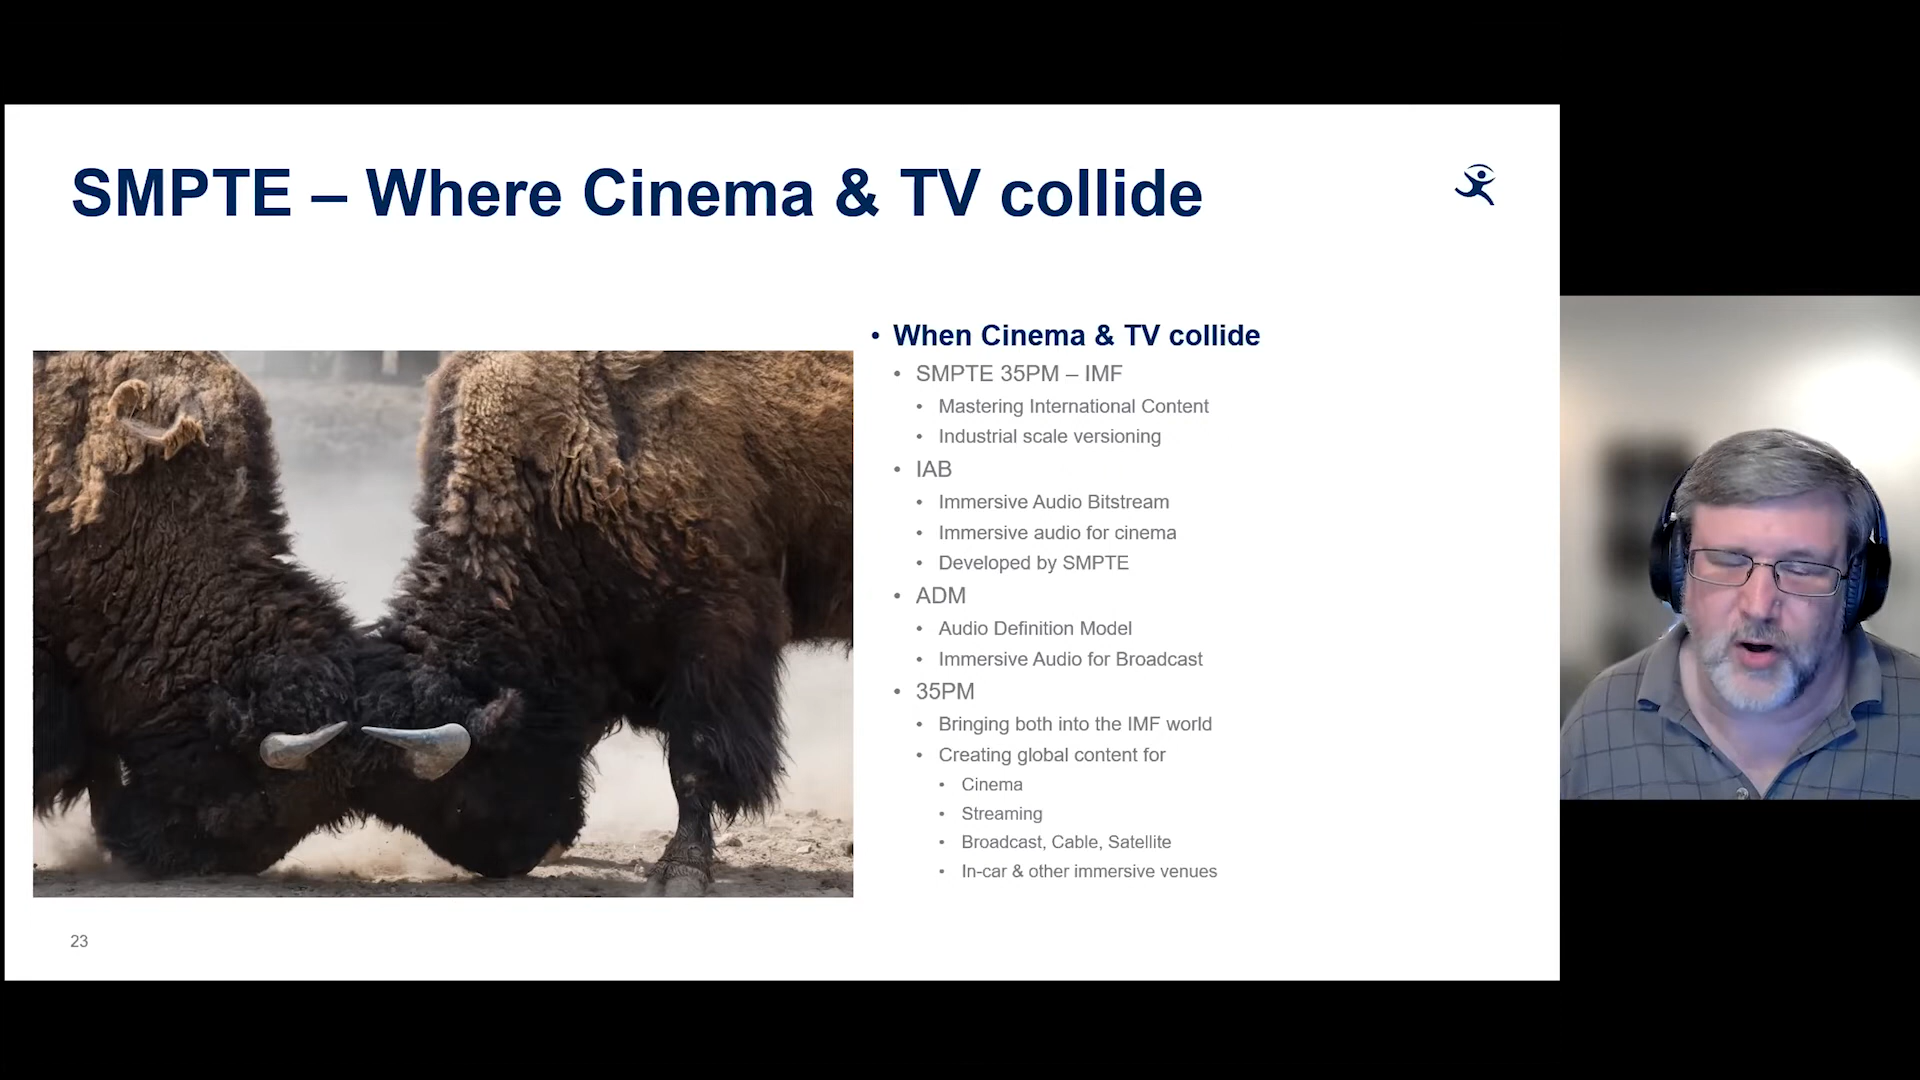 SMPTE – Where Cinema & TV collide
• When Cinema & TV collide
• SMPTE 35PM – IMF
• Mastering International Content
• Industrial scale versioning
• IAB
• Immersive Audio Bitstream
• Immersive audio for cinema
• Developed by SMPTE
• ADM
• Audio Definition Model
• Immersive Audio for Broadcast
• 35PM
• Bringing both into the IMF world
• Creating global content for
• Cinema
• Streaming
• Broadcast, Cable, Satellite
• In-car & other immersive venues
23